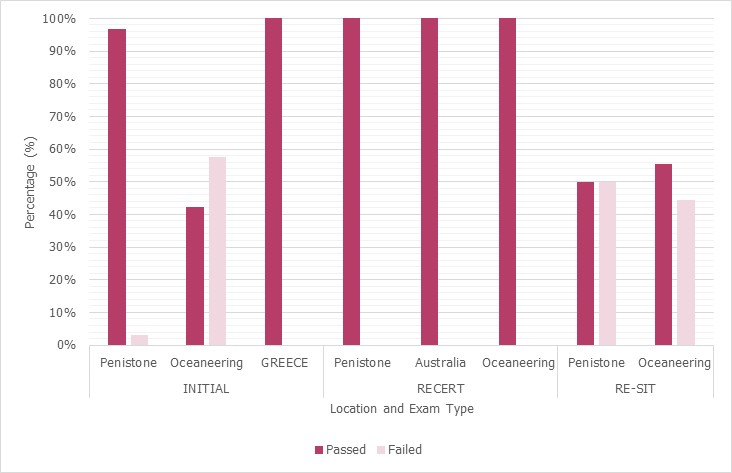 100%
90%
80%
70%
60%
50%
40%
30%
20%
10%
0%
Percentage (%)
Penistone Oceaneering GREECE Penistone Australia Oceaneering Penistone Oceaneering
INITIAL RECERT RE-SIT
Location and Exam Type
Passed Failed